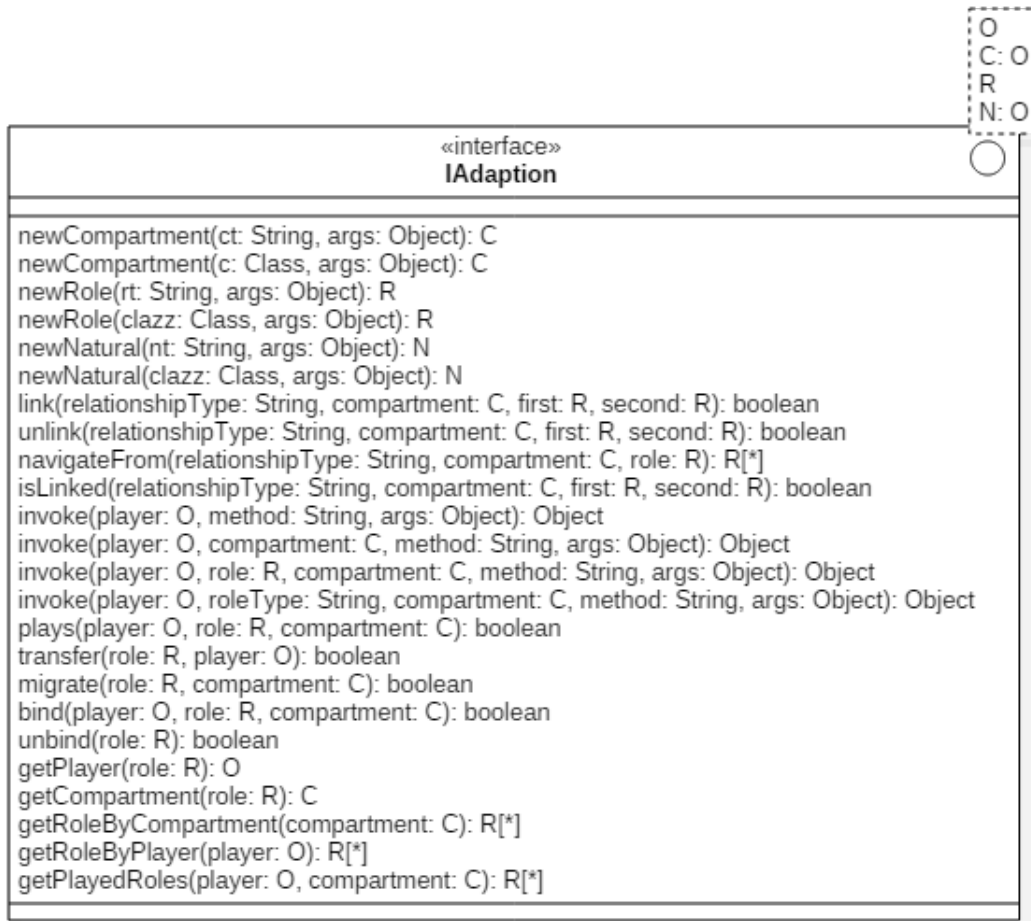 O
C: O
R
N: O
«interface»
IAdaption
newCompartment(ct: String, args: Object): C
newCompartment(c: Class, args: Object): C
newRole(rt: String, args: Object): R
newRole(clazz: Class, args: Object): R
newNatural(nt: String, args: Object): N
newNatural(clazz: Class, args: Object): N
link(relationshipType: String, compartment: C, first: R, second: R): boolean
unlink(relationshipType: String, compartment: C, first: R, second: R): boolean
navigateFrom(relationshipType: String, compartment: C, role: R): R[*]
isLinked(relationshipType: String, compartment: C, first: R, second: R): boolean
invoke(player: O, method: String, args: Object): Object
invoke(player: O, compartment: C, method: String, args: Object): Object
invoke(player: O, role: R, compartment: C, method: String, args: Object): Object
invoke(player: O, roleType: String, compartment: C, method: String, args: Object): Object
plays(player: O, role: R, compartment: C): boolean
transfer(role: R, player: O): boolean
migrate(role: R, compartment: C): boolean
bind(player: O, role: R, compartment: C): boolean
unbind(role: R): boolean
getPlayer(role: R): O
getCompartment(role: R): C
getRoleByCompartment(compartment: C): R[*]
getRoleByPlayer(player: O): R[*]
getPlayedRoles(player: O, compartment: C): R[*]